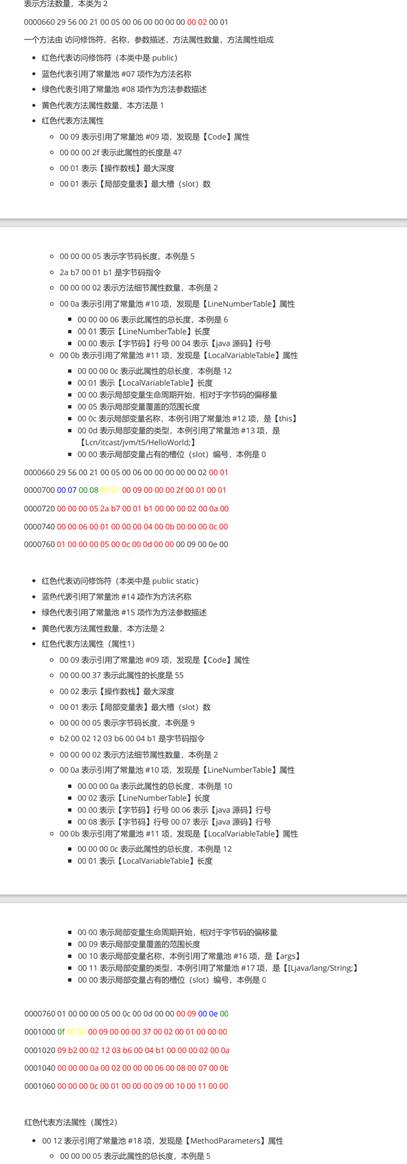 表示方法数量，本类为 2
0000660 29 56 00 21 00 05 00 06 00 00 00 00 00 02 00 01
一个方法由 访问修饰符，名称，参数描述，方法属性数量，方法属性组成
红色代表访问修饰符（本类中是 public）
蓝色代表引用了常量池 #07 项作为方法名称
绿色代表引用了常量池 #08 项作为方法参数描述
黄色代表方法属性数量，本方法是 1
红色代表方法属性
00 09 表示引用了常量池 #09 项，发现是【Code】属性
00 00 00 2f 表示此属性的长度是 47
00 01 表示【操作数栈】最大深度
00 01 表示【局部变量表】最大槽（slot）数
00 00 00 05 表示字节码长度，本例是 5
2a b7 00 01 b1 是字节码指令
00 00 00 02 表示方法细节属性数量，本例是 2
00 0a 表示引用了常量池 #10 项，发现是【LineNumberTable】属性
00 00 00 06 表示此属性的总长度，本例是 6
00 01 表示【LineNumberTable】长度
00 00 表示【字节码】行号 00 04 表示【java 源码】行号
00 0b 表示引用了常量池 #11 项，发现是【LocalVariableTable】属性
00 00 00 0c 表示此属性的总长度，本例是 12
00 01 表示【LocalVariableTable】长度
00 00 表示局部变量生命周期开始，相对于字节码的偏移量
00 05 表示局部变量覆盖的范围长度
00 0c 表示局部变量名称，本例引用了常量池 #12 项，是【this】
00 0d 表示局部变量的类型，本例引用了常量池 #13 项，是
【Lcn/itcast/jvm/t5/HelloWorld;】
00 00 表示局部变量占有的槽位（slot）编号，本例是 0
0000660 29 56 00 21 00 05 00 06 00 00 00 00 00 02 00 01
0000700 00 07 00 08 00 01 00 09 00 00 00 2f 00 01 00 01
0000720 00 00 00 05 2a b7 00 01 b1 00 00 00 02 00 0a 00
0000740 00 00 06 00 01 00 00 00 04 00 0b 00 00 00 0c 00
0000760 01 00 00 00 05 00 0c 00 0d 00 00 00 09 00 0e 00
红色代表访问修饰符（本类中是 public static）
蓝色代表引用了常量池 #14 项作为方法名称
绿色代表引用了常量池 #15 项作为方法参数描述
黄色代表方法属性数量，本方法是 2
红色代表方法属性（属性1）
00 09 表示引用了常量池 #09 项，发现是【Code】属性
00 00 00 37 表示此属性的长度是 55
00 02 表示【操作数栈】最大深度
00 01 表示【局部变量表】最大槽（slot）数
00 00 00 05 表示字节码长度，本例是 9
b2 00 02 12 03 b6 00 04 b1 是字节码指令
00 00 00 02 表示方法细节属性数量，本例是 2
00 0a 表示引用了常量池 #10 项，发现是【LineNumberTable】属性
00 00 00 0a 表示此属性的总长度，本例是 10
00 02 表示【LineNumberTable】长度
00 00 表示【字节码】行号 00 06 表示【java 源码】行号
00 08 表示【字节码】行号 00 07 表示【java 源码】行号
00 0b 表示引用了常量池 #11 项，发现是【LocalVariableTable】属性
00 00 00 0c 表示此属性的总长度，本例是 12
00 01 表示【LocalVariableTable】长度
00 00 表示局部变量生命周期开始，相对于字节码的偏移量
00 09 表示局部变量覆盖的范围长度
00 10 表示局部变量名称，本例引用了常量池 #16 项，是【args】
00 11 表示局部变量的类型，本例引用了常量池 #17 项，是【[Ljava/lang/String;】
00 00 表示局部变量占有的槽位（slot）编号，本例是 0
0000760 01 00 00 00 05 00 0c 00 0d 00 00 00 09 00 0e 00
0001000 0f 00 02 00 09 00 00 00 37 00 02 00 01 00 00 00
0001020 09 b2 00 02 12 03 b6 00 04 b1 00 00 00 02 00 0a
0001040 00 00 00 0a 00 02 00 00 00 06 00 08 00 07 00 0b
0001060 00 00 00 0c 00 01 00 00 00 09 00 10 00 11 00 00
红色代表方法属性（属性2）
00 12 表示引用了常量池 #18 项，发现是【MethodParameters】属性
00 00 00 05 表示此属性的总长度，本例是 5